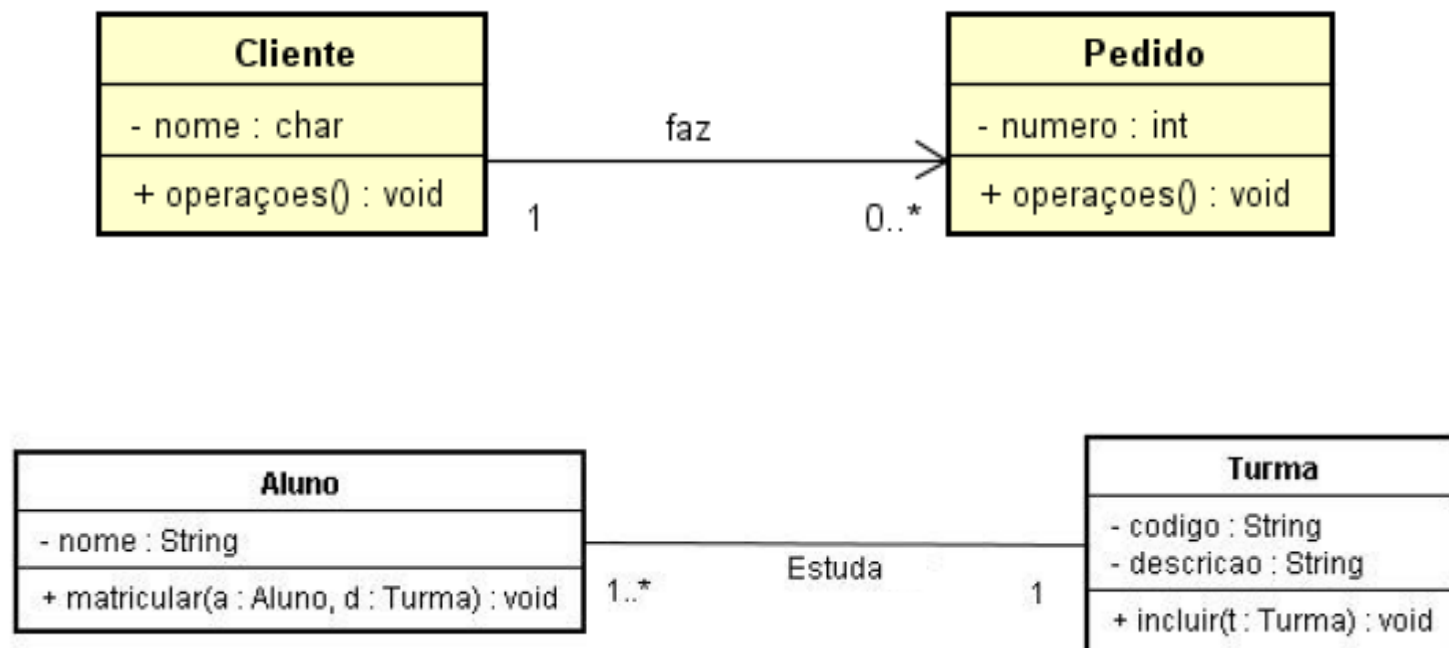 Cliente
- nome : char
+ operaçoes() : void
faz
1
0..*
Pedido
- numero : int
+ operaçoes() : void
Aluno
- nome : String
+ matricular(a : Aluno, d : Turma) : void
1..*
Estuda
1
Turma
- codigo : String
- descricao : String
+ incluir(t : Turma) : void